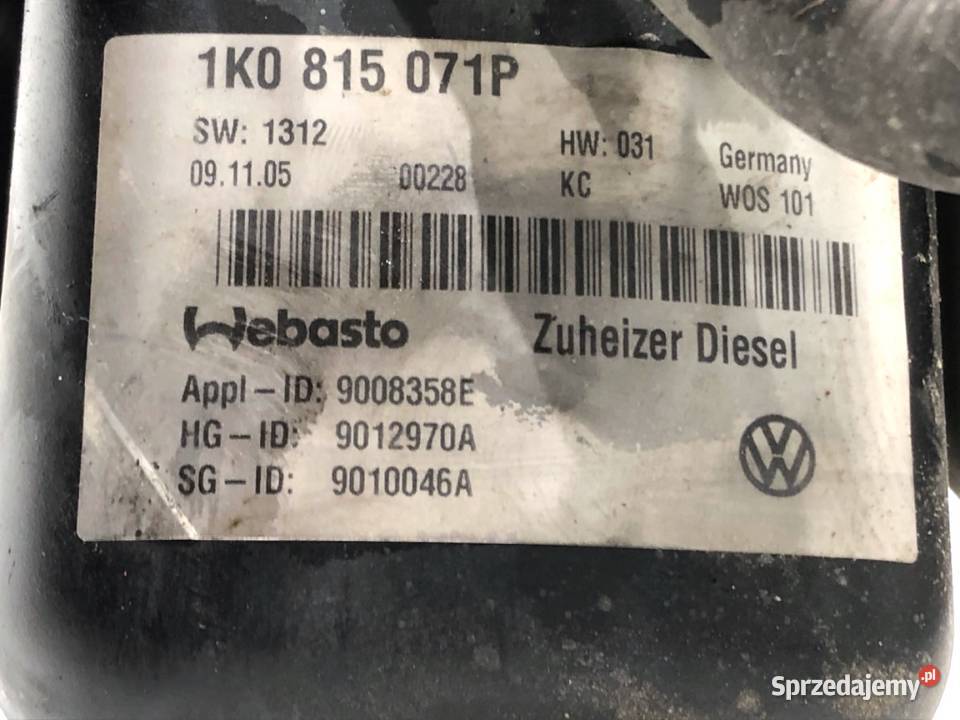 1K0 815 071P
SW: 1312 HW: 031 Germany
09.11.05 00228 KC WOS 101
Webasto Zuheizer Diesel
Appl-ID: 9008358E
HG-ID: 9012970A
SG-ID: 9010046A
VW
Sprzedajemy.pl